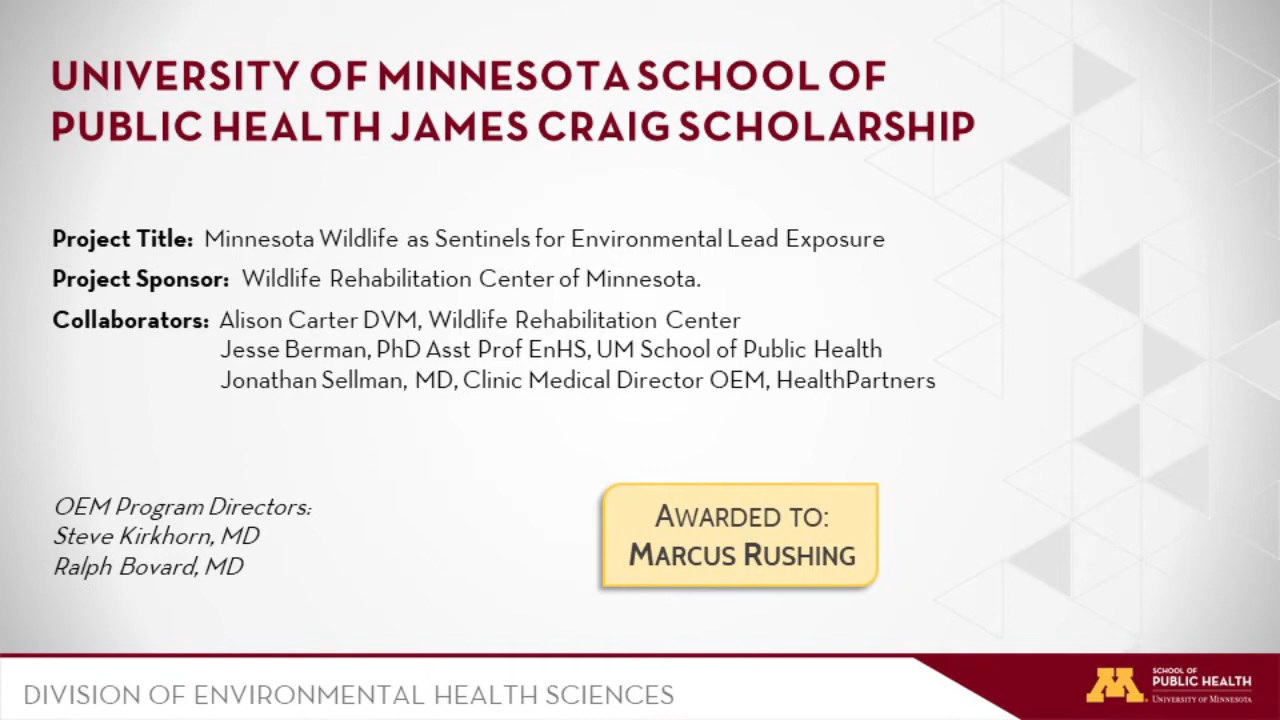 UNIVERSITY OF MINNESOTA SCHOOL OF
PUBLIC HEALTH JAMES CRAIG SCHOLARSHIP
Project Title: Minnesota Wildlife as Sentinels for Environmental Lead Exposure
Project Sponsor: Wildlife Rehabilitation Center of Minnesota.
Collaborators: Alison Carter DVM, Wildlife Rehabilitation Center
Jesse Berman, PhD Asst Prof EnHS, UM School of Public Health
Jonathan Sellman, MD, Clinic Medical Director OEM, HealthPartners
OEM Program Directors:
Steve Kirkhorn, MD
Ralph Bovard, MD
AWARDED TO:
MARCUS RUSHING
DIVISION OF ENVIRONMENTAL HEALTH SCIENCES
M
SCHOOL OF
PUBLIC HEALTH
UNIVERSITY OF MINNESOTA